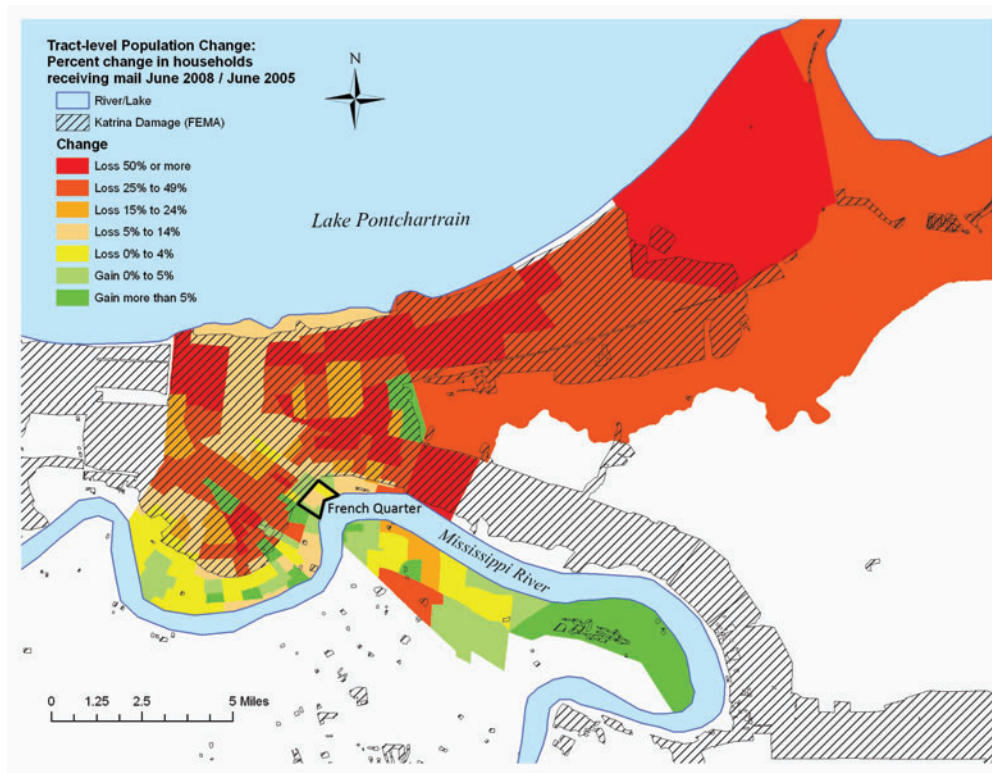 Tract-level Population Change:
Percent change in households
receiving mail June 2008 / June 2005
River/Lake
Katrina Damage (FEMA)
Change
Loss 50% or more
Loss 25% to 49%
Loss 15% to 24%
Loss 5% to 14%
Loss 0% to 4%
Gain 0% to 5%
Gain more than 5%
N
Lake Pontchartrain
French Quarter
Mississippi River
0 1.25 2.5 5 Miles